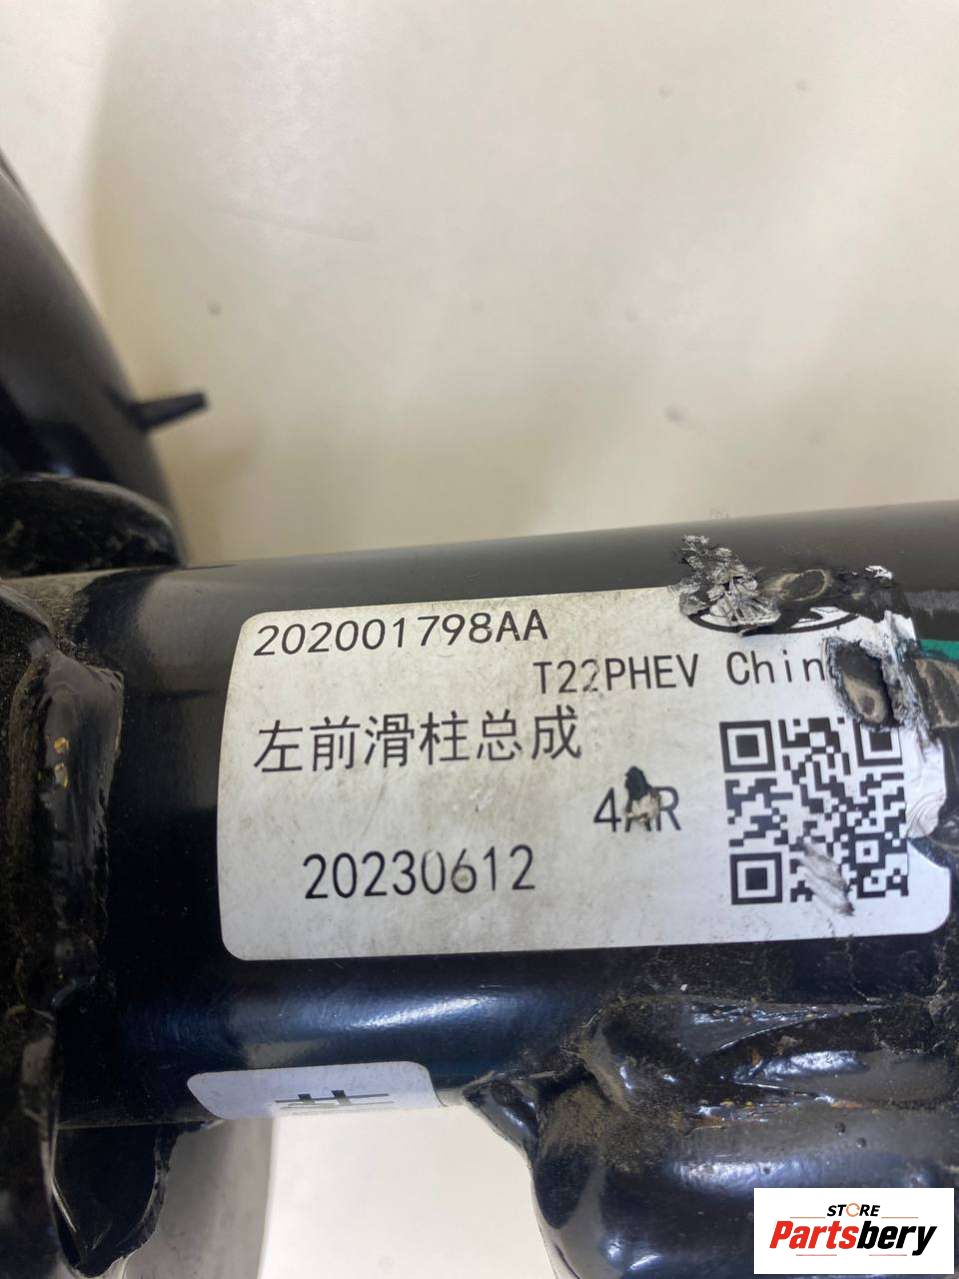 202001798AA
T22PHEV Chin
左前滑柱总成
4AR
20230612
STORE
Partsbery